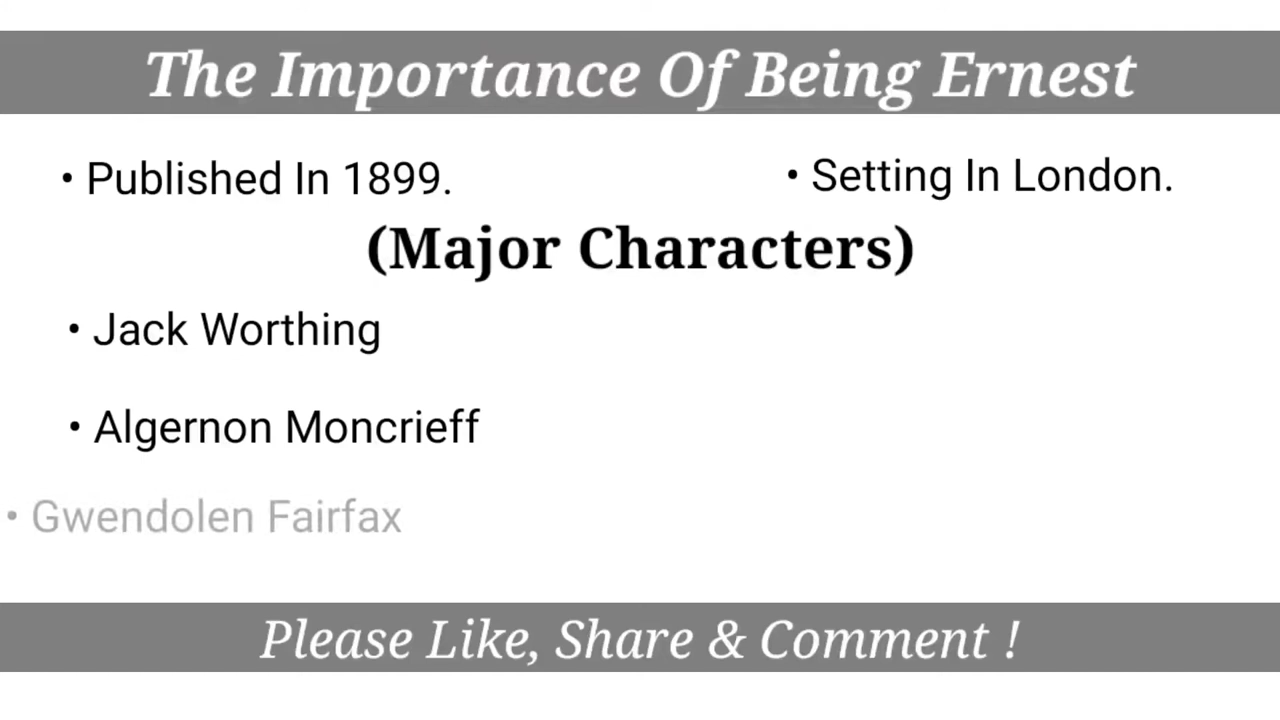 The Importance Of Being Ernest
• Published In 1899.
• Setting In London.
(Major Characters)
• Jack Worthing
• Algernon Moncrieff
• Gwendolen Fairfax
Please Like, Share & Comment !